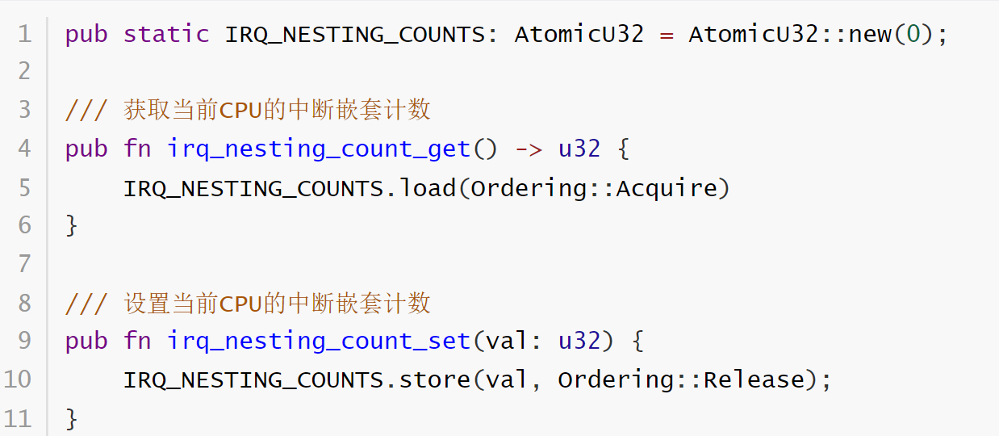 1 pub static IRQ_NESTING_COUNTS: AtomicU32 = AtomicU32::new(0);
2
3 /// 获取当前CPU的中断嵌套计数
4 pub fn irq_nesting_count_get() -> u32 {
5     IRQ_NESTING_COUNTS.load(Ordering::Acquire)
6 }
7
8 /// 设置当前CPU的中断嵌套计数
9 pub fn irq_nesting_count_set(val: u32) {
10     IRQ_NESTING_COUNTS.store(val, Ordering::Release);
11 }